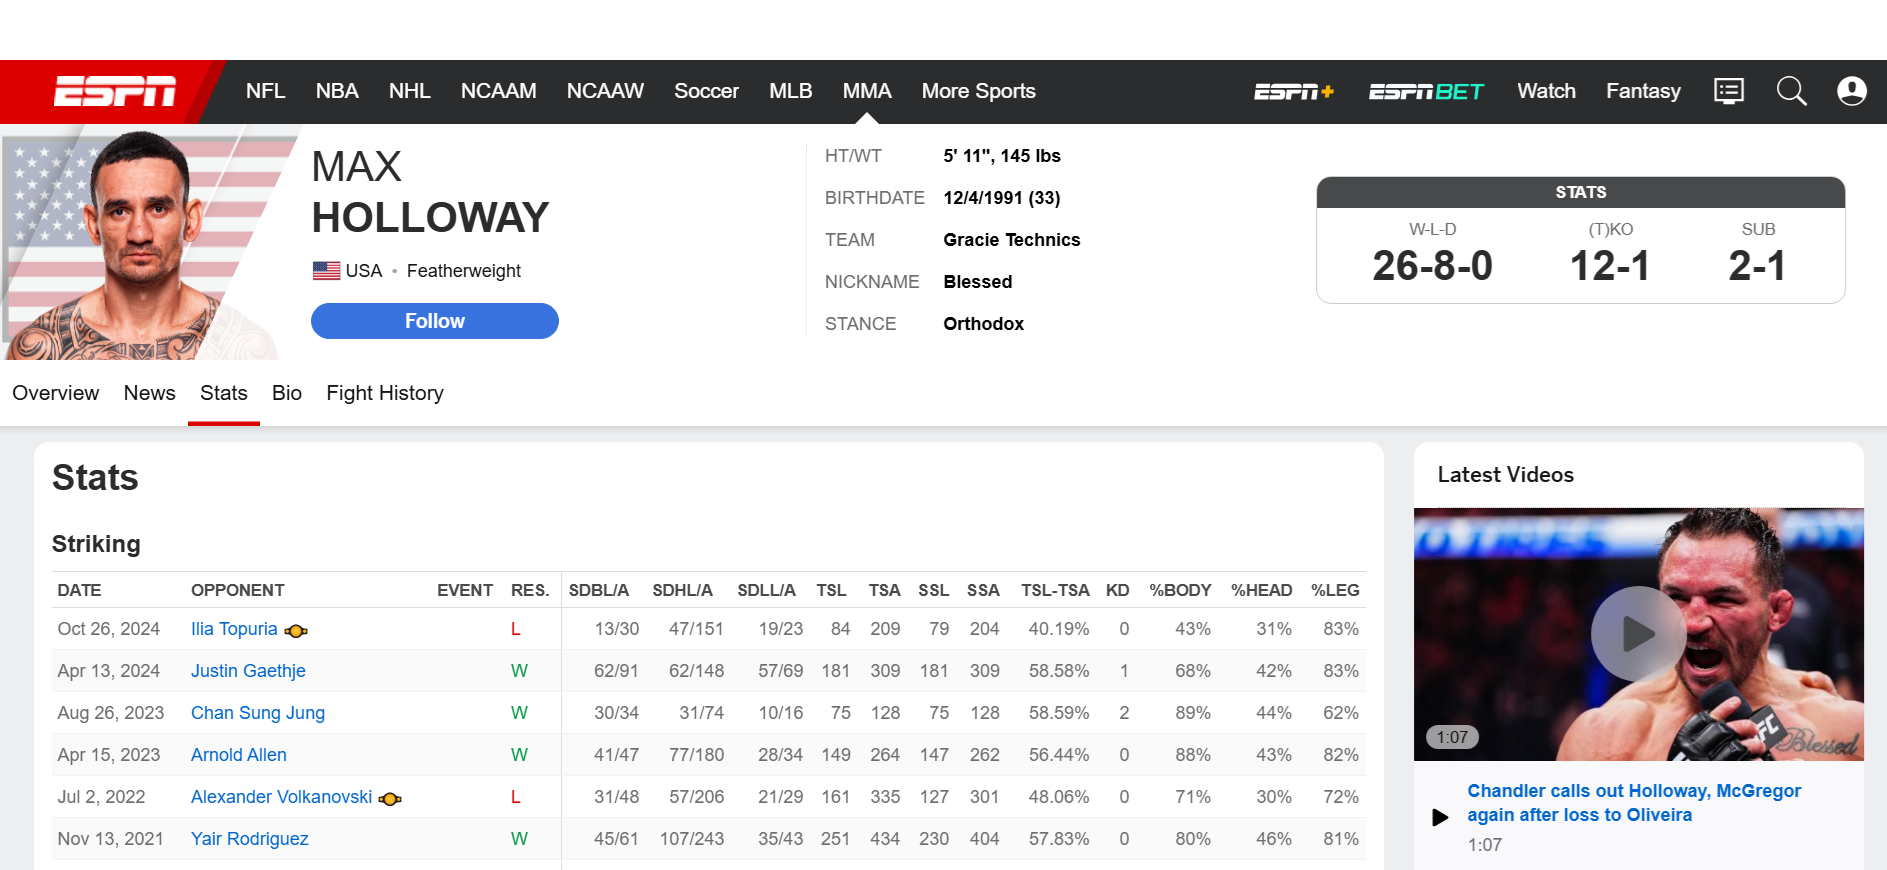 ESPN NFL NBA NHL NCAAM NCAAW Soccer MLB MMA More Sports ESPN+ ESPN BET Watch Fantasy
MAX
HOLLOWAY
USA • Featherweight
Follow
HT/WT 5' 11", 145 lbs
BIRTHDATE 12/4/1991 (33)
TEAM Gracie Technics
NICKNAME Blessed
STANCE Orthodox
STATS
W-L-D (T)KO SUB
26-8-0 12-1 2-1
Overview News Stats Bio Fight History
Stats
Striking
DATE OPPONENT EVENT RES. SDBL/A SDHL/A SDLL/A TSL TSA SSL SSA TSL-TSA KD %BODY %HEAD %LEG
Oct 26, 2024 Ilia Topuria L 13/30 47/151 19/23 84 209 79 204 40.19% 0 43% 31% 83%
Apr 13, 2024 Justin Gaethje W 62/91 62/148 57/69 181 309 181 309 58.58% 1 68% 42% 83%
Aug 26, 2023 Chan Sung Jung W 30/34 31/74 10/16 75 128 75 128 58.59% 2 89% 44% 62%
Apr 15, 2023 Arnold Allen W 41/47 77/180 28/34 149 264 147 262 56.44% 0 88% 43% 82%
Jul 2, 2022 Alexander Volkanovski L 31/48 57/206 21/29 161 335 127 301 48.06% 0 71% 30% 72%
Nov 13, 2021 Yair Rodriguez W 45/61 107/243 35/43 251 434 230 404 57.83% 0 80% 46% 81%
Latest Videos
Blessed
1:07
Chandler calls out Holloway, McGregor
again after loss to Oliveira
1:07